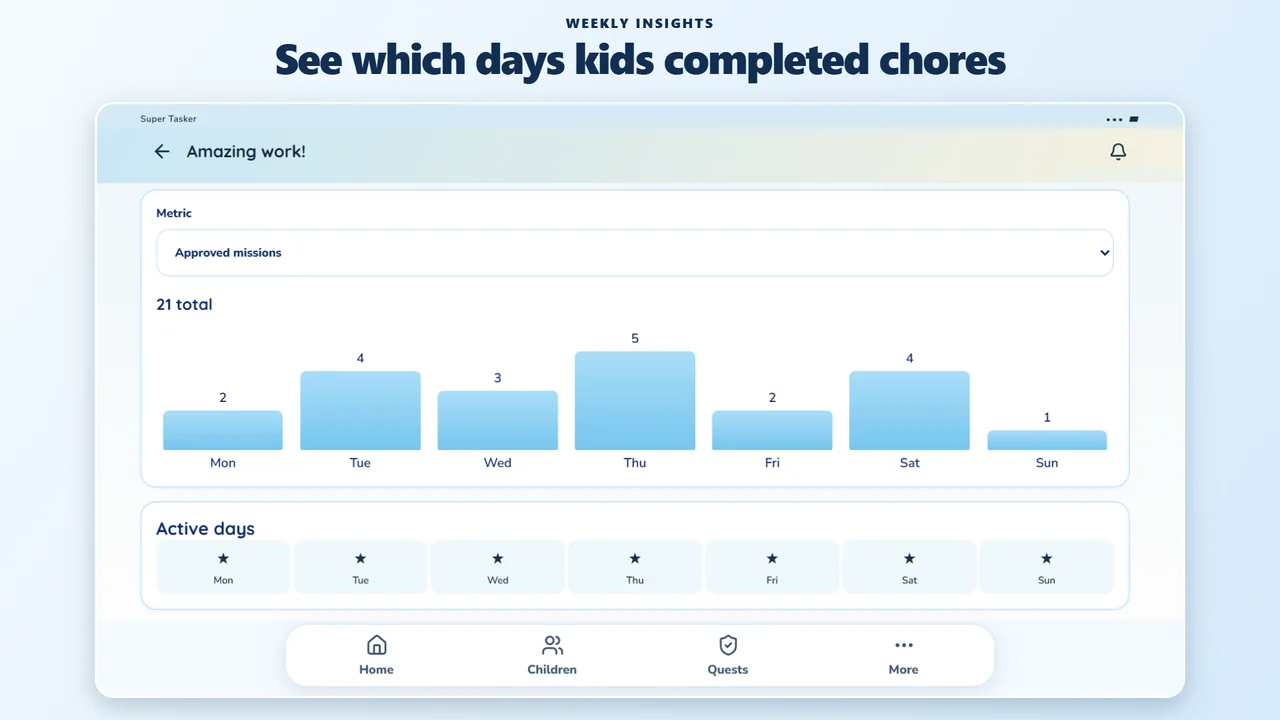 WEEKLY INSIGHTS
See which days kids completed chores
Super Tasker
Amazing work!
Metric
Approved missions
21 total
2 4 3 5 2 4 1
Mon Tue Wed Thu Fri Sat Sun
Active days
Mon Tue Wed Thu Fri Sat Sun
Home Children Quests More